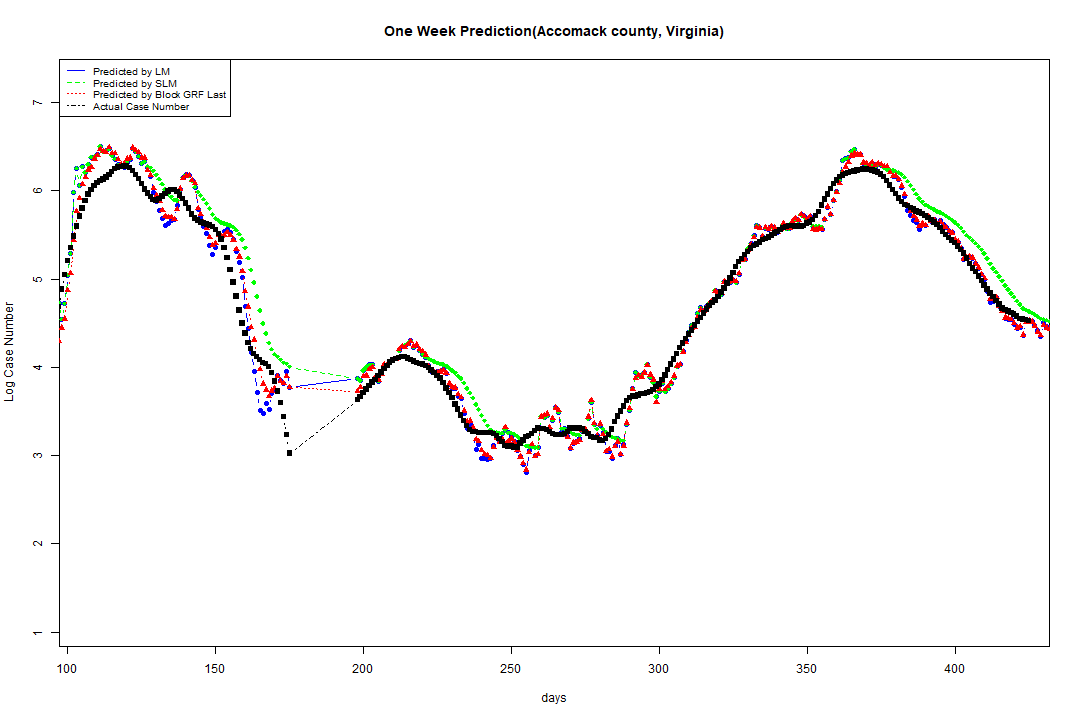 One Week Prediction(Accomack county, Virginia)
Predicted by LM
Predicted by SLM
Predicted by Block GRF Last
Actual Case Number
7
6
5
4
3
2
1
Log Case Number
100 150 200 250 300 350 400
days